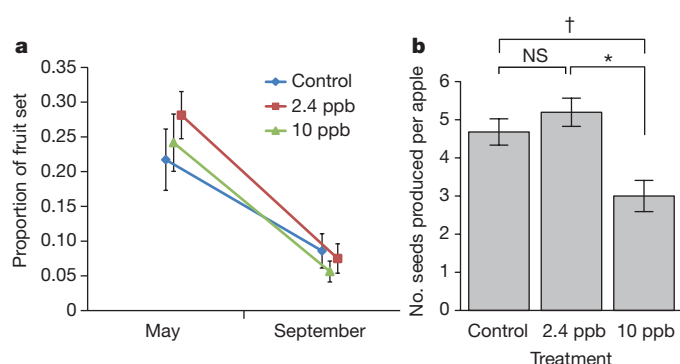 a
Proportion of fruit set
0.35
0.30
0.25
0.20
0.15
0.10
0.05
0
Control
2.4 ppb
10 ppb
May
September
b
No. seeds produced per apple
†
NS
*
6
5
4
3
2
1
0
Control
2.4 ppb
10 ppb
Treatment